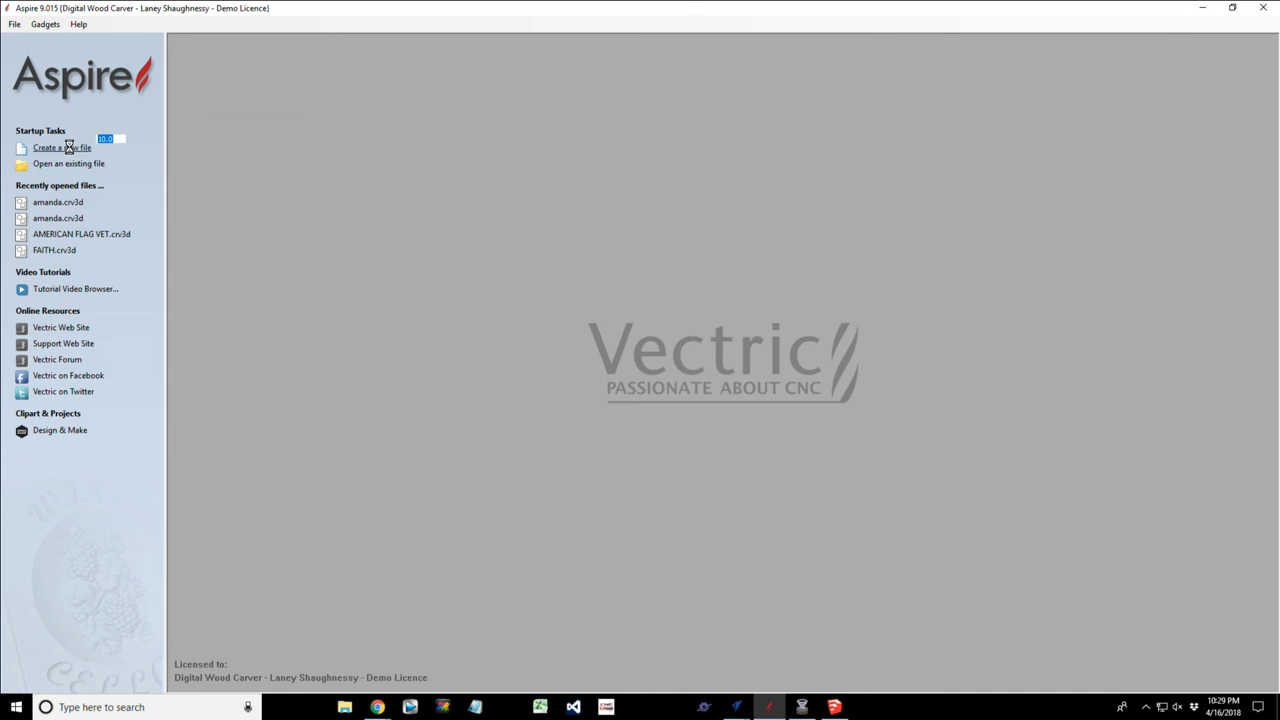 Aspire 9.015 {Digital Wood Carver - Laney Shaughnessy - Demo Licence}
File Gadgets Help
Aspire
Startup Tasks
10.0
Create a new file
Open an existing file
Recently opened files ...
amanda.crv3d
amanda.crv3d
AMERICAN FLAG VET.crv3d
FAITH.crv3d
Video Tutorials
Tutorial Video Browser...
Online Resources
Vectric Web Site
Support Web Site
Vectric Forum
Vectric on Facebook
Vectric on Twitter
Clipart & Projects
Design & Make
Vectric
PASSIONATE ABOUT CNC
Licensed to:
Digital Wood Carver - Laney Shaughnessy - Demo Licence
Type here to search
10:29 PM
4/16/2018